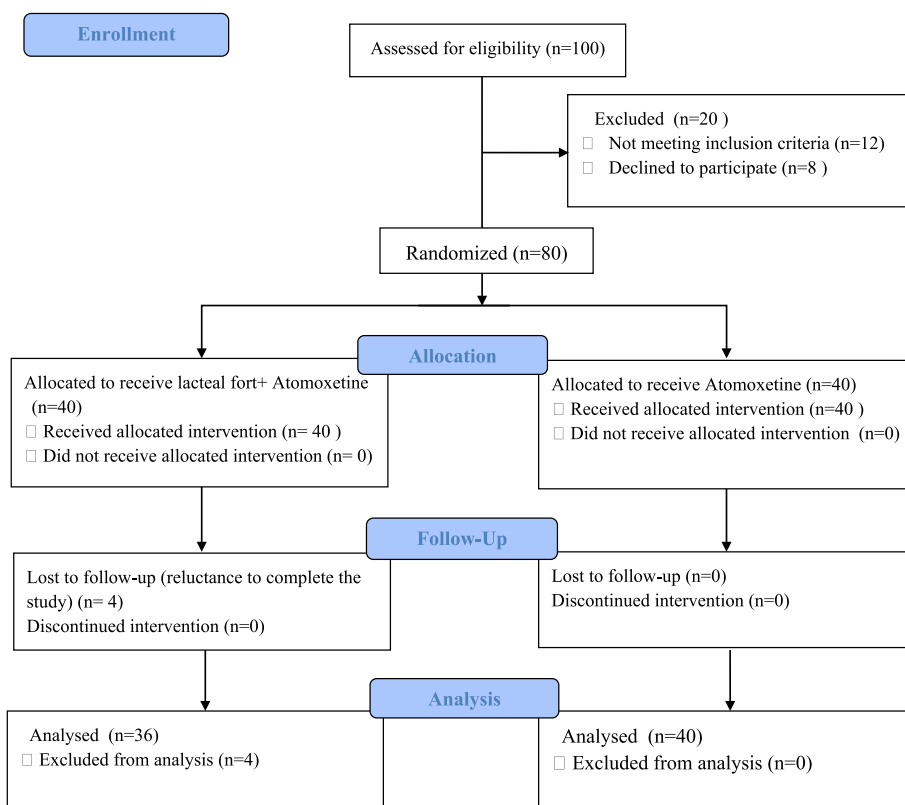 Enrollment
Assessed for eligibility (n=100)
Excluded (n=20 )
□ Not meeting inclusion criteria (n=12)
□ Declined to participate (n=8 )
Randomized (n=80)
Allocation
Allocated to receive lacteal fort+ Atomoxetine
(n=40)
□ Received allocated intervention (n= 40 )
□ Did not receive allocated intervention (n= 0)
Allocated to receive Atomoxetine (n=40)
□ Received allocated intervention (n=40 )
□ Did not receive allocated intervention (n=0)
Follow-Up
Lost to follow-up (reluctance to complete the
study) (n= 4)
Discontinued intervention (n=0)
Lost to follow-up (n=0)
Discontinued intervention (n=0)
Analysis
Analysed (n=36)
□ Excluded from analysis (n=4)
Analysed (n=40)
□ Excluded from analysis (n=0)